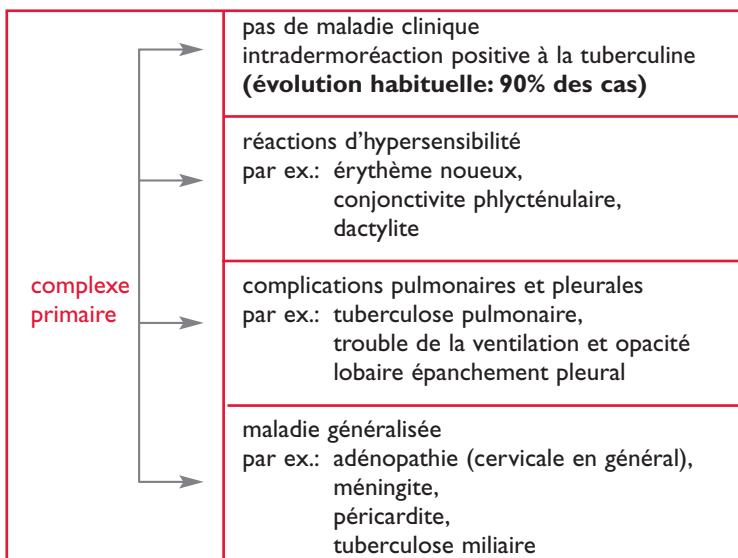 pas de maladie clinique
intradermoréaction positive à la tuberculine
(évolution habituelle: 90% des cas)
réactions d'hypersensibilité
par ex.: érythème noueux,
conjonctivite phlycténulaire,
dactylite
complexe
primaire
complications pulmonaires et pleurales
par ex.: tuberculose pulmonaire,
trouble de la ventilation et opacité
lobaire épanchement pleural
maladie généralisée
par ex.: adénopathie (cervicale en général),
méningite,
péricardite,
tuberculose miliaire